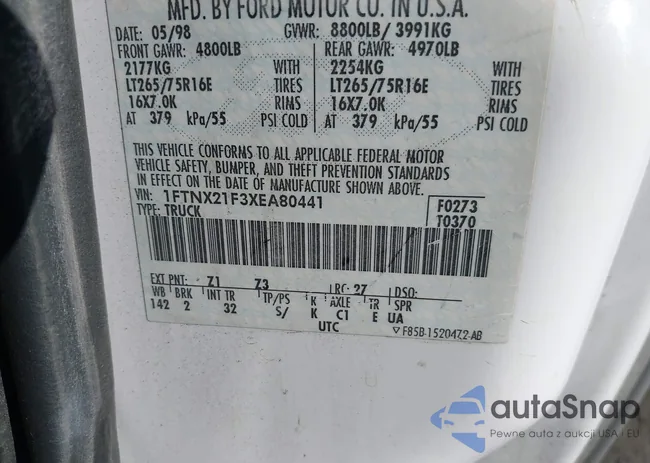 MFD. BY FORD MOTOR CO. IN U.S.A.
DATE: 05/98 GVWR: 8800LB/ 3991KG
FRONT GAWR: 4800LB REAR GAWR: 4970LB
2177KG WITH 2254KG WITH
LT265/75R16E TIRES LT265/75R16E TIRES
16X7.0K RIMS 16X7.0K RIMS
AT 379 kPa/55 PSI COLD AT 379 kPa/55 PSI COLD
THIS VEHICLE CONFORMS TO ALL APPLICABLE FEDERAL MOTOR
VEHICLE SAFETY, BUMPER, AND THEFT PREVENTION STANDARDS
IN EFFECT ON THE DATE OF MANUFACTURE SHOWN ABOVE.
VIN: 1FTNX21F3XEA80441 F0273
TYPE: TRUCK T0370
EXT PNT: Z1 Z3 RC: 27 DSO:
WB BRK INT TR TP/PS K AXLE TR SPR
142 2 32 S/ K C1 E UA
UTC ▽ F85B-1520472-AB
autaSnap
Pewne auta z aukcji USA i EU